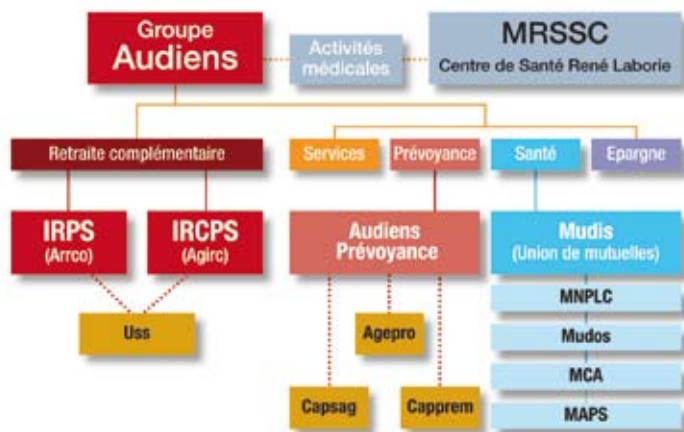 Groupe
Audiens
Activités
médicales
MRSSC
Centre de Santé René Laborie
Retraite complémentaire
Services
Prévoyance
Santé
Epargne
IRPS
(Arrco)
IRCPS
(Agirc)
Audiens
Prévoyance
Mudis
(Union de mutuelles)
Uss
Agepro
Capsag
Capprem
MNPLC
Mudos
MCA
MAPS